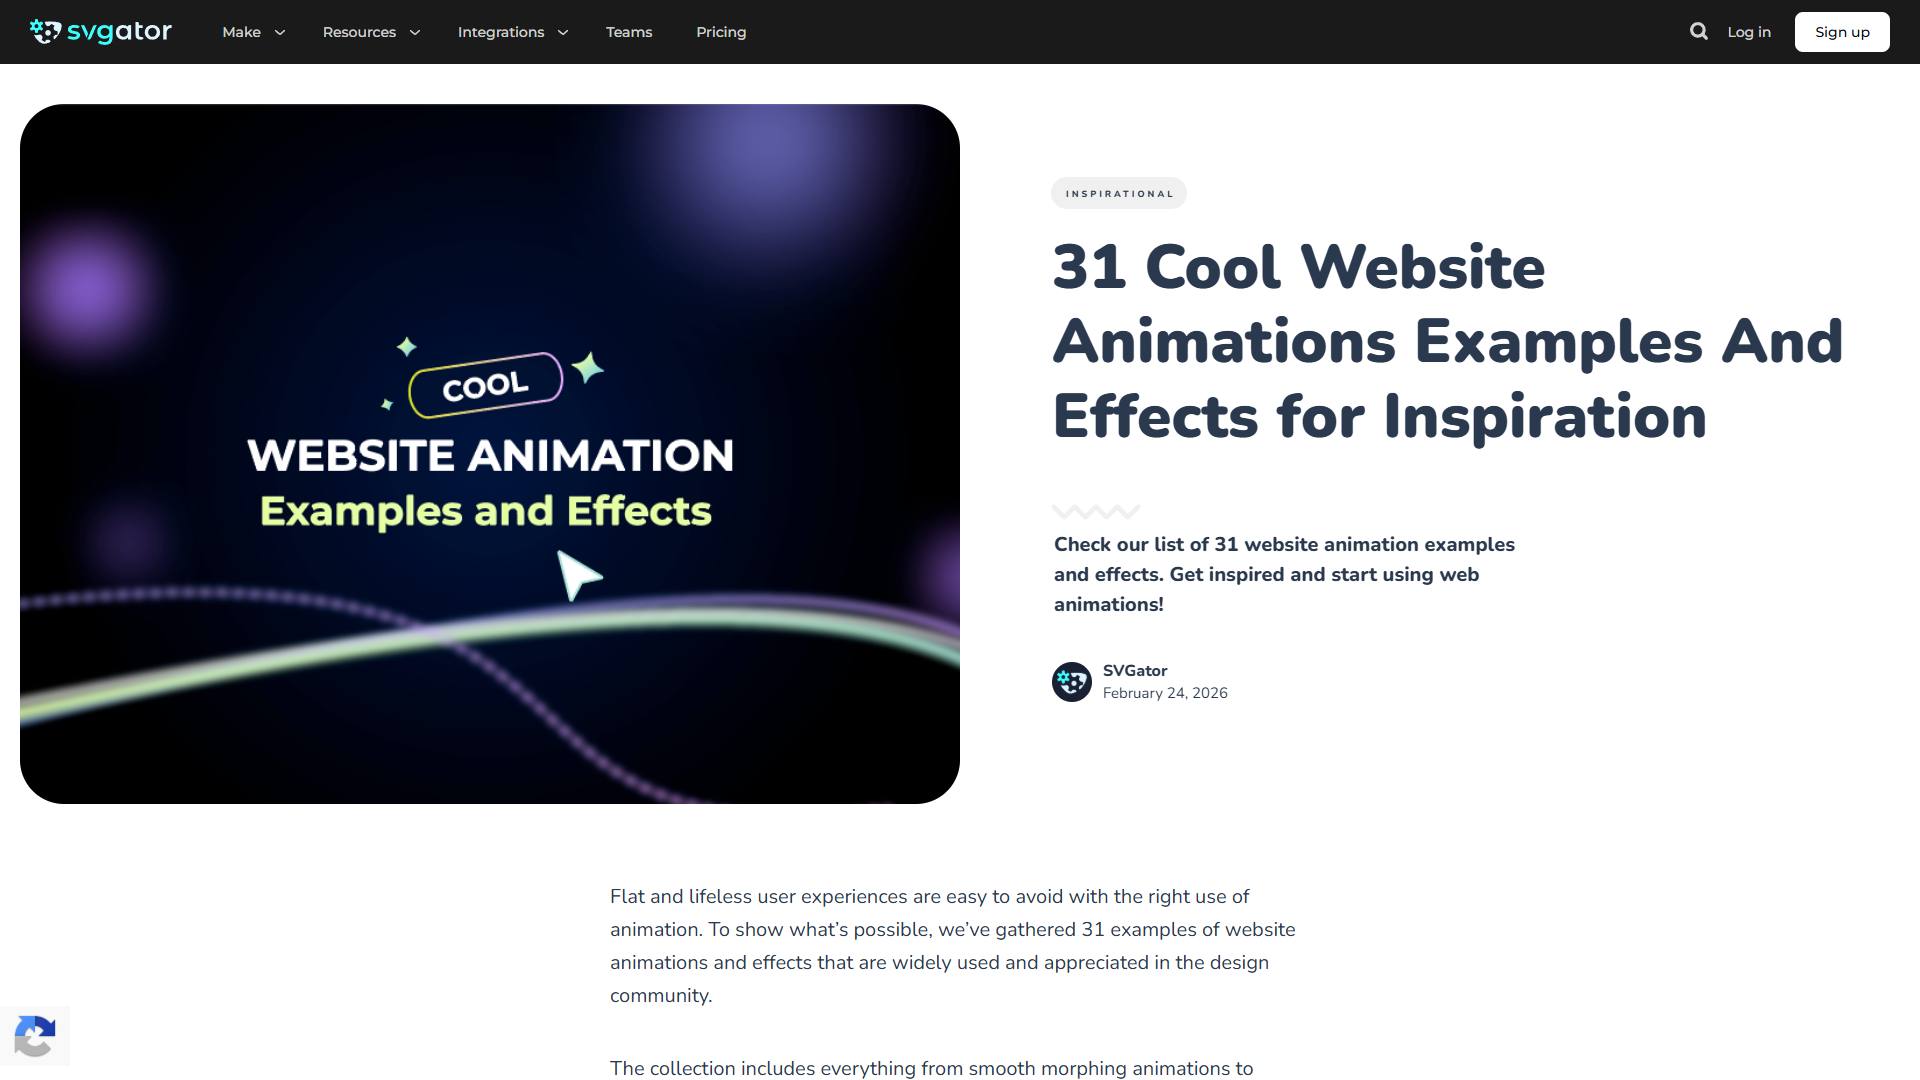 svgator
Make
Resources
Integrations
Teams
Pricing
Log in
Sign up
COOL
WEBSITE ANIMATION
Examples and Effects
INSPIRATIONAL
31 Cool Website
Animations Examples And
Effects for Inspiration
Check our list of 31 website animation examples
and effects. Get inspired and start using web
animations!
SVGator
February 24, 2026
Flat and lifeless user experiences are easy to avoid with the right use of
animation. To show what’s possible, we’ve gathered 31 examples of website
animations and effects that are widely used and appreciated in the design
community.
The collection includes everything from smooth morphing animations to